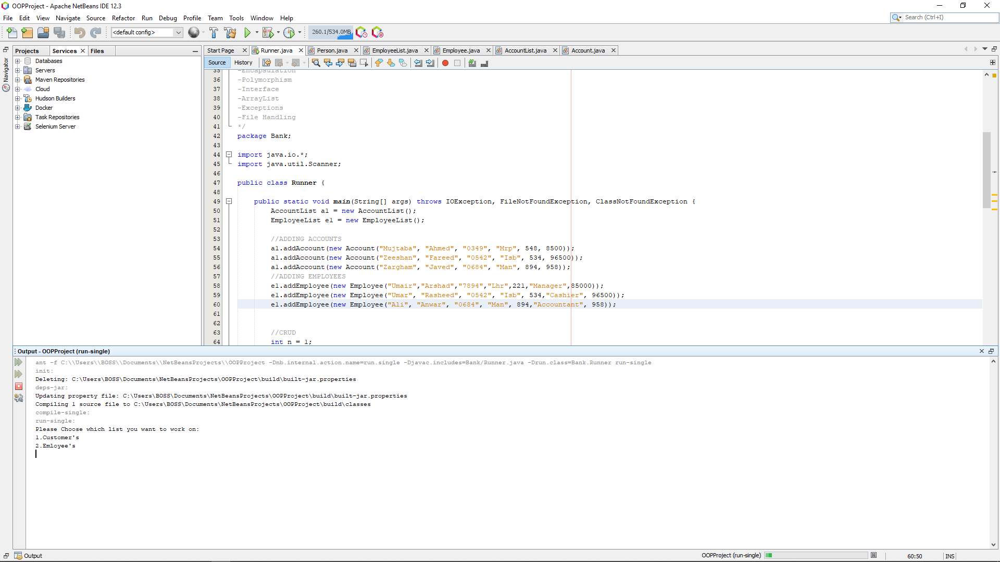 OOPProject - Apache NetBeans IDE 12.3
File Edit View Navigate Source Refactor Run Debug Profile Team Tools Window Help
Search (Ctrl+I)
<default config>
260.1/534.0MB
Projects Services Files
Navigator
Databases
Servers
Maven Repositories
Cloud
Hudson Builders
Docker
Task Repositories
Selenium Server
Start Page Runner.java Person.java EmployeeList.java Employee.java AccountList.java Account.java
Source History
35 -Encapsulation
36 -Polymorphism
37 -Interface
38 -ArrayList
39 -Exceptions
40 -File Handling
41 */
42 package Bank;
43
44 import java.io.*;
45 import java.util.Scanner;
46
47 public class Runner {
48
49 public static void main(String[] args) throws IOException, FileNotFoundException, ClassNotFoundException {
50 AccountList al = new AccountList();
51 EmployeeList el = new EmployeeList();
52
53 //ADDING ACCOUNTS
54 al.addAccount(new Account("Mujtaba", "Ahmed", "0349", "Mrp", 548, 8500));
55 al.addAccount(new Account("Zeeshan", "Fareed", "0542", "Isb", 534, 96500));
56 al.addAccount(new Account("Zargham", "Javed", "0684", "Man", 894, 958));
57 //ADDING EMPLOYEES
58 el.addEmployee(new Employee("Umair","Arshad","7894","Lhr",221,"Manager",85000));
59 el.addEmployee(new Employee("Umar", "Rasheed", "0542", "Isb", 534,"Cashier", 96500));
60 el.addEmployee(new Employee("Ali", "Anwar", "0684", "Man", 894,"Accountant", 958));
61
62
63 //CRUD
64 int n = 1;
Output - OOPProject (run-single)
ant -f C:\\Users\\BOSS\\Documents\\NetBeansProjects\\OOPProject -Dnb.internal.action.name=run.single -Djavac.includes=Bank/Runner.java -Drun.class=Bank.Runner run-single
init:
Deleting: C:\Users\BOSS\Documents\NetBeansProjects\OOPProject\build\built-jar.properties
deps-jar:
Updating property file: C:\Users\BOSS\Documents\NetBeansProjects\OOPProject\build\built-jar.properties
Compiling 1 source file to C:\Users\BOSS\Documents\NetBeansProjects\OOPProject\build\classes
compile-single:
run-single:
Please Choose which list you want to work on:
1.Customer's
2.Emloyee's
Output
OOPProject (run-single)
60:50
INS